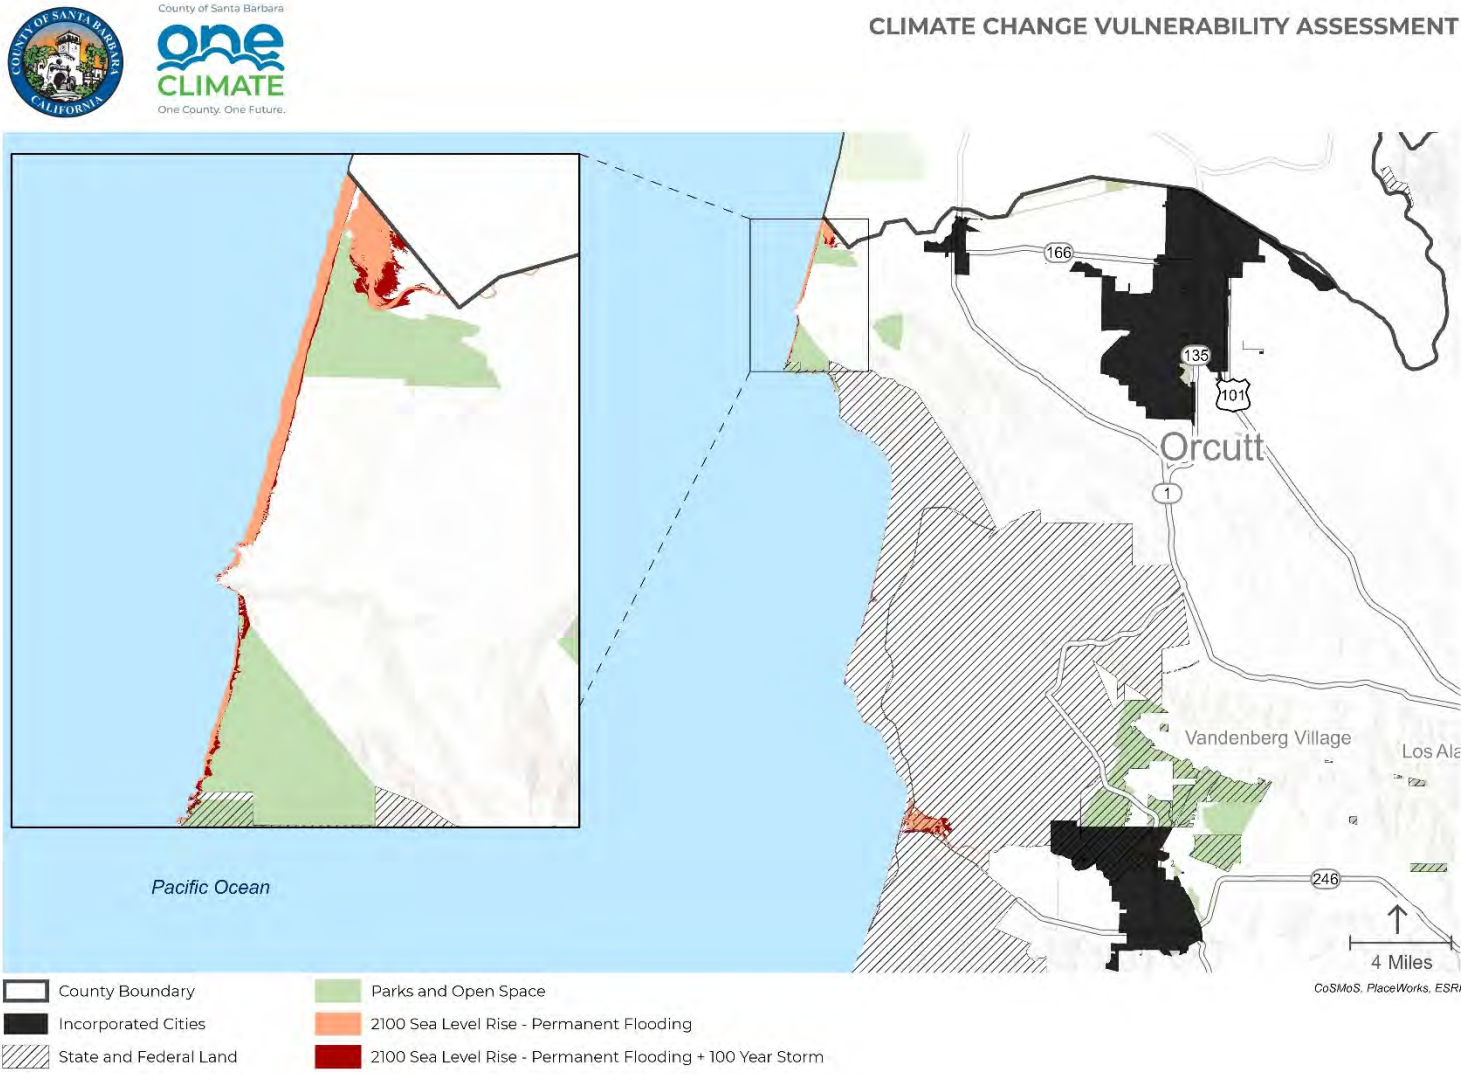 COUNTY OF SANTA BARBARA
CALIFORNIA
County of Santa Barbara
one
CLIMATE
One County. One Future.
CLIMATE CHANGE VULNERABILITY ASSESSMENT
166
135
101
Orcutt
1
Vandenberg Village
Los Ala
Pacific Ocean
246
4 Miles
CoSMoS, PlaceWorks, ESRI
County Boundary
Parks and Open Space
Incorporated Cities
2100 Sea Level Rise - Permanent Flooding
State and Federal Land
2100 Sea Level Rise - Permanent Flooding + 100 Year Storm